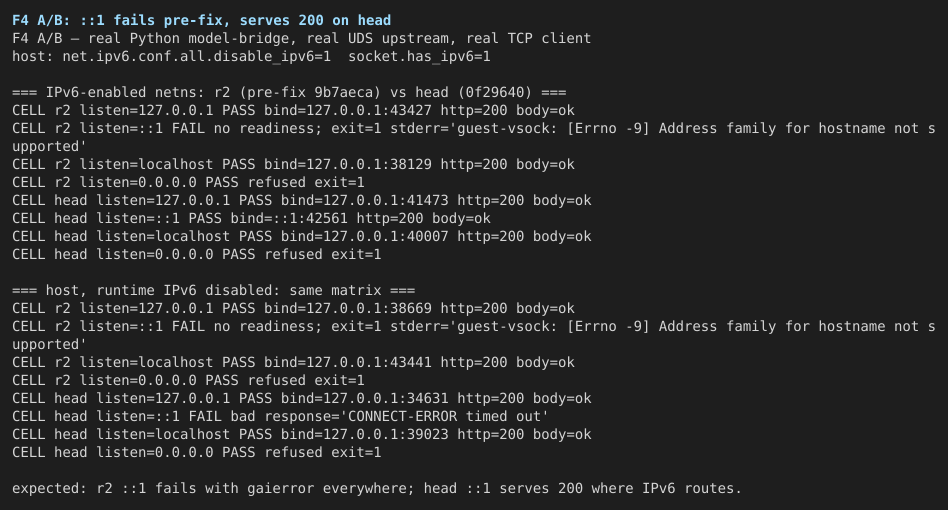 F4 A/B: ::1 fails pre-fix, serves 200 on head
F4 A/B — real Python model-bridge, real UDS upstream, real TCP client
host: net.ipv6.conf.all.disable_ipv6=1  socket.has_ipv6=1

=== IPv6-enabled netns: r2 (pre-fix 9b7aeca) vs head (0f29640) ===
CELL r2 listen=127.0.0.1 PASS bind=127.0.0.1:43427 http=200 body=ok
CELL r2 listen=::1 FAIL no readiness; exit=1 stderr='guest-vsock: [Errno -9] Address family for hostname not s
upported'
CELL r2 listen=localhost PASS bind=127.0.0.1:38129 http=200 body=ok
CELL r2 listen=0.0.0.0 PASS refused exit=1
CELL head listen=127.0.0.1 PASS bind=127.0.0.1:41473 http=200 body=ok
CELL head listen=::1 PASS bind=::1:42561 http=200 body=ok
CELL head listen=localhost PASS bind=127.0.0.1:40007 http=200 body=ok
CELL head listen=0.0.0.0 PASS refused exit=1

=== host, runtime IPv6 disabled: same matrix ===
CELL r2 listen=127.0.0.1 PASS bind=127.0.0.1:38669 http=200 body=ok
CELL r2 listen=::1 FAIL no readiness; exit=1 stderr='guest-vsock: [Errno -9] Address family for hostname not s
upported'
CELL r2 listen=localhost PASS bind=127.0.0.1:43441 http=200 body=ok
CELL r2 listen=0.0.0.0 PASS refused exit=1
CELL head listen=127.0.0.1 PASS bind=127.0.0.1:34631 http=200 body=ok
CELL head listen=::1 FAIL bad response='CONNECT-ERROR timed out'
CELL head listen=localhost PASS bind=127.0.0.1:39023 http=200 body=ok
CELL head listen=0.0.0.0 PASS refused exit=1

expected: r2 ::1 fails with gaierror everywhere; head ::1 serves 200 where IPv6 routes.